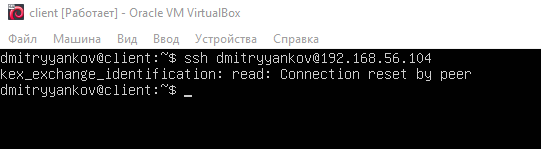 client [Работает] - Oracle VM VirtualBox
Файл Машина Вид Ввод Устройства Справка
dmitryyankov@client:~$ ssh dmitryyankov@192.168.56.104
kex_exchange_identification: read: Connection reset by peer
dmitryyankov@client:~$ _